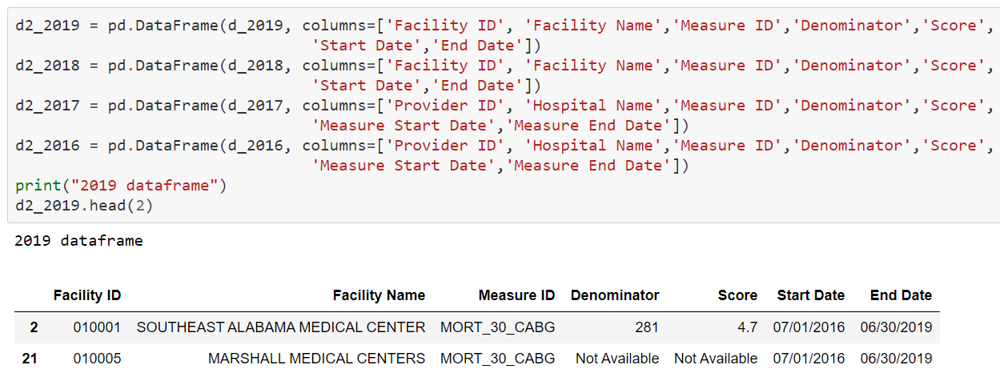 d2_2019 = pd.DataFrame(d_2019, columns=['Facility ID', 'Facility Name','Measure ID','Denominator','Score',
'Start Date','End Date'])
d2_2018 = pd.DataFrame(d_2018, columns=['Facility ID', 'Facility Name','Measure ID','Denominator','Score',
'Start Date','End Date'])
d2_2017 = pd.DataFrame(d_2017, columns=['Provider ID', 'Hospital Name','Measure ID','Denominator','Score',
'Measure Start Date','Measure End Date'])
d2_2016 = pd.DataFrame(d_2016, columns=['Provider ID', 'Hospital Name','Measure ID','Denominator','Score',
'Measure Start Date','Measure End Date'])
print("2019 dataframe")
d2_2019.head(2)
2019 dataframe
Facility ID Facility Name Measure ID Denominator Score Start Date End Date
2 010001 SOUTHEAST ALABAMA MEDICAL CENTER MORT_30_CABG 281 4.7 07/01/2016 06/30/2019
21 010005 MARSHALL MEDICAL CENTERS MORT_30_CABG Not Available Not Available 07/01/2016 06/30/2019